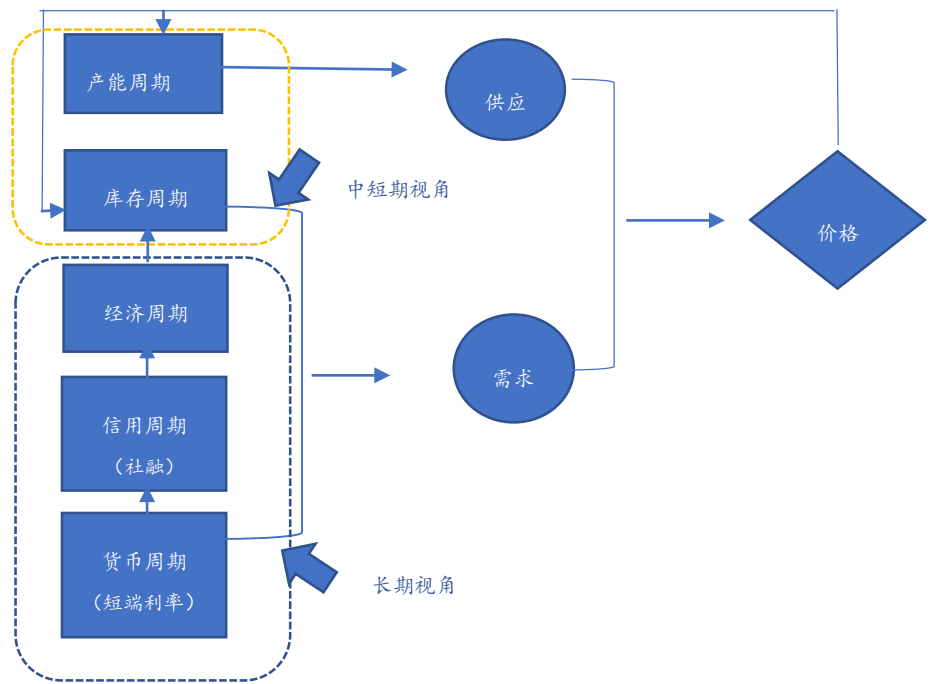 产能周期
供应
库存周期
中短期视角
价格
经济周期
需求
信用周期
（社融）
货币周期
（短端利率）
长期视角